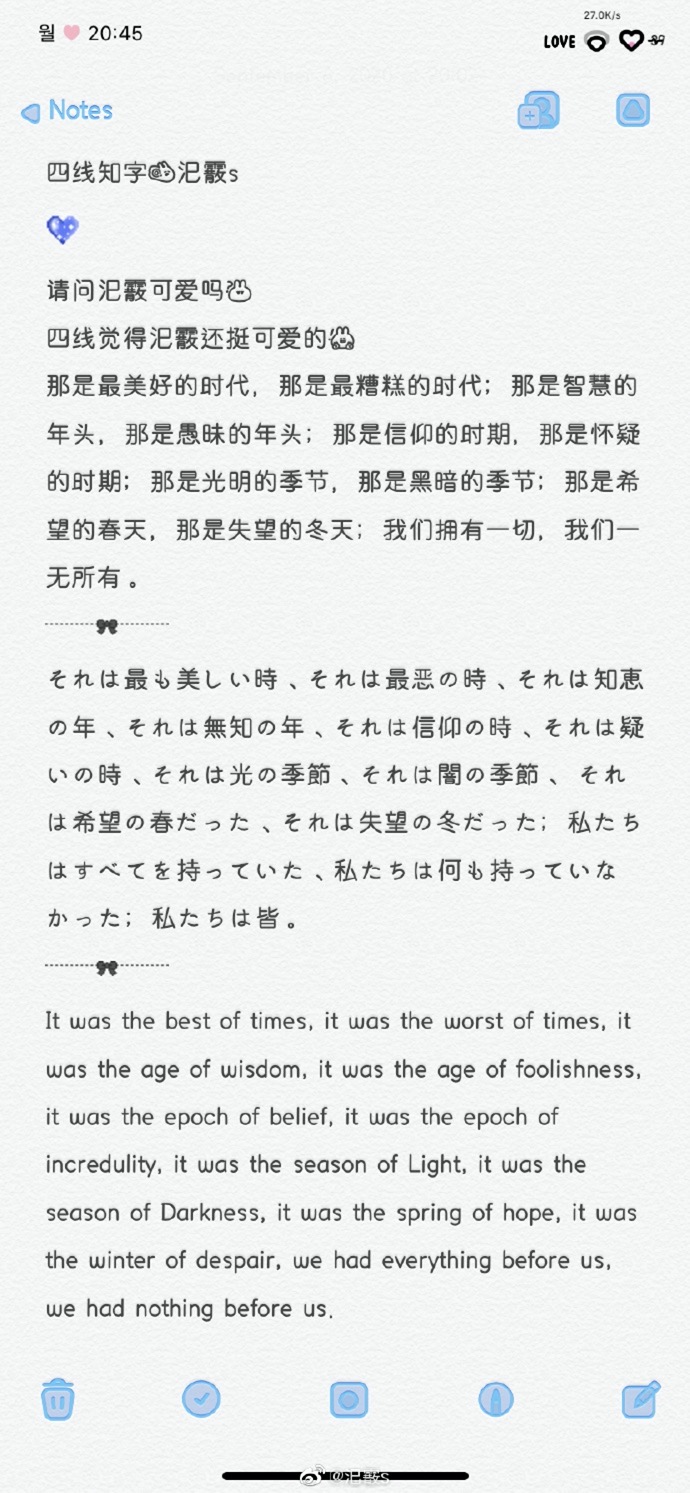 27.0K/s
월 20:45
LOVE 89
Notes
四线知字汜霰s
请问汜霰可爱吗
四线觉得汜霰还挺可爱的
那是最美好的时代，那是最糟糕的时代；那是智慧的
年头，那是愚昧的年头；那是信仰的时期，那是怀疑
的时期；那是光明的季节，那是黑暗的季节；那是希
望的春天，那是失望的冬天；我们拥有一切，我们一
无所有。
それは最も美しい時、それは最悪の時、それは知恵
の年、それは無知の年、それは信仰の時、それは疑
いの時、それは光の季節、それは闇の季節、それ
は希望の春だった、それは失望の冬だった；私たち
はすべてを持っていた、私たちは何も持っていな
かった；私たちは皆。
It was the best of times, it was the worst of times, it
was the age of wisdom, it was the age of foolishness,
it was the epoch of belief, it was the epoch of
incredulity, it was the season of Light, it was the
season of Darkness, it was the spring of hope, it was
the winter of despair, we had everything before us,
we had nothing before us.
@汜霰s